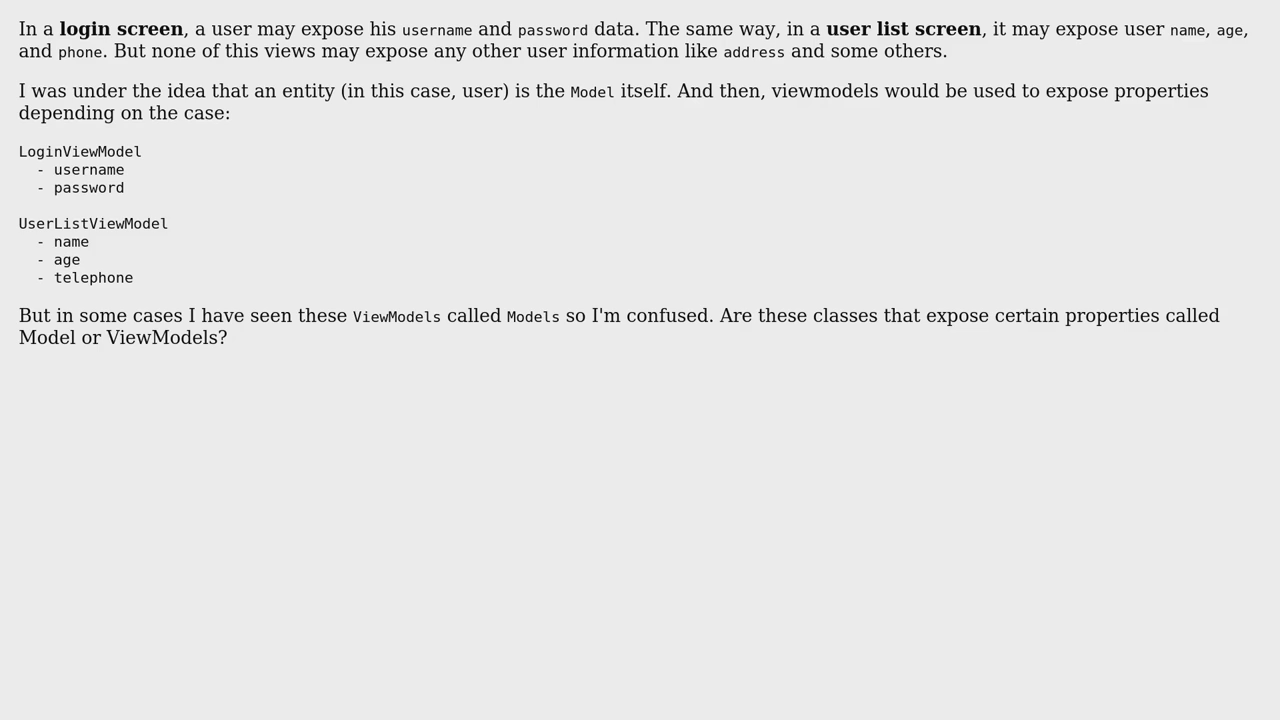 In a login screen, a user may expose his username and password data. The same way, in a user list screen, it may expose user name, age,
and phone. But none of this views may expose any other user information like address and some others.
I was under the idea that an entity (in this case, user) is the Model itself. And then, viewmodels would be used to expose properties
depending on the case:
LoginViewModel
  - username
  - password
UserListViewModel
  - name
  - age
  - telephone
But in some cases I have seen these ViewModels called Models so I'm confused. Are these classes that expose certain properties called
Model or ViewModels?